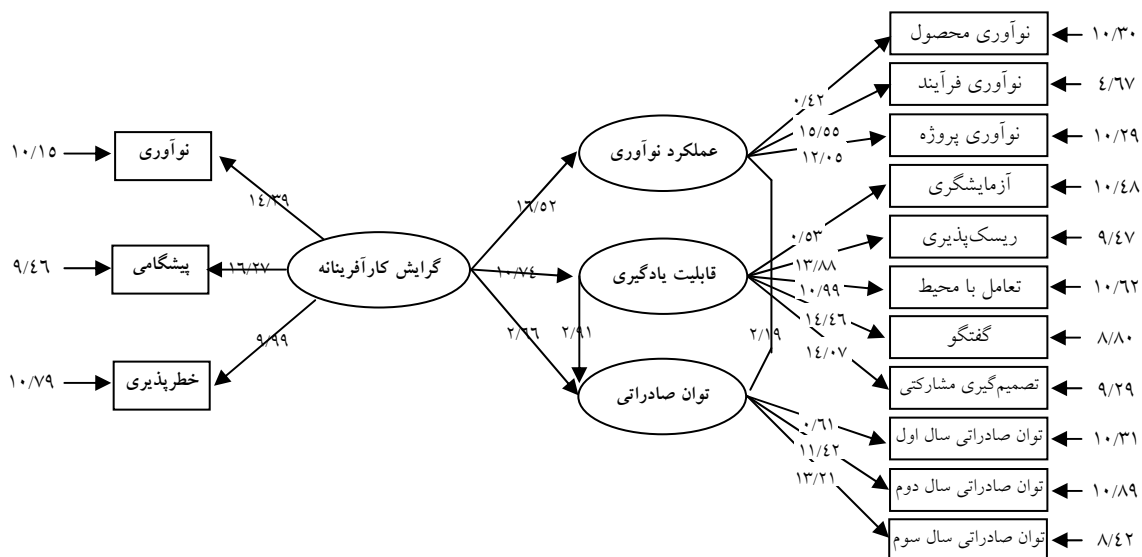 نوآوری محصول
۱۰/۳۰
نوآوری فرآیند
۴/۶۷
نوآوری پروژه
۱۰/۲۹
آزمایشگری
۱۰/۴۸
ریسک‌پذیری
۹/۴۷
تعامل با محیط
۱۰/۶۲
گفتگو
۸/۸۰
تصمیم‌گیری مشارکتی
۹/۲۹
توان صادراتی سال اول
۱۰/۳۱
توان صادراتی سال دوم
۱۰/۸۹
توان صادراتی سال سوم
۸/۴۲
۰/۴۲
۱۵/۵۵
۱۲/۰۵
۰/۵۳
۱۳/۸۸
۱۰/۹۹
۱۴/۴۶
۱۴/۰۷
۰/۶۱
۱۱/۴۲
۱۳/۲۱
عملکرد نوآوری
قابلیت یادگیری
توان صادراتی
۲/۱۹
۲/۹۱
۱۶/۵۲
۱۰/۷۴
۲/۶۶
گرایش کارآفرینانه
۱۴/۳۹
۱۶/۲۷
۹/۹۹
نوآوری
۱۰/۱۵
پیشگامی
۹/۴۶
خطرپذیری
۱۰/۷۹